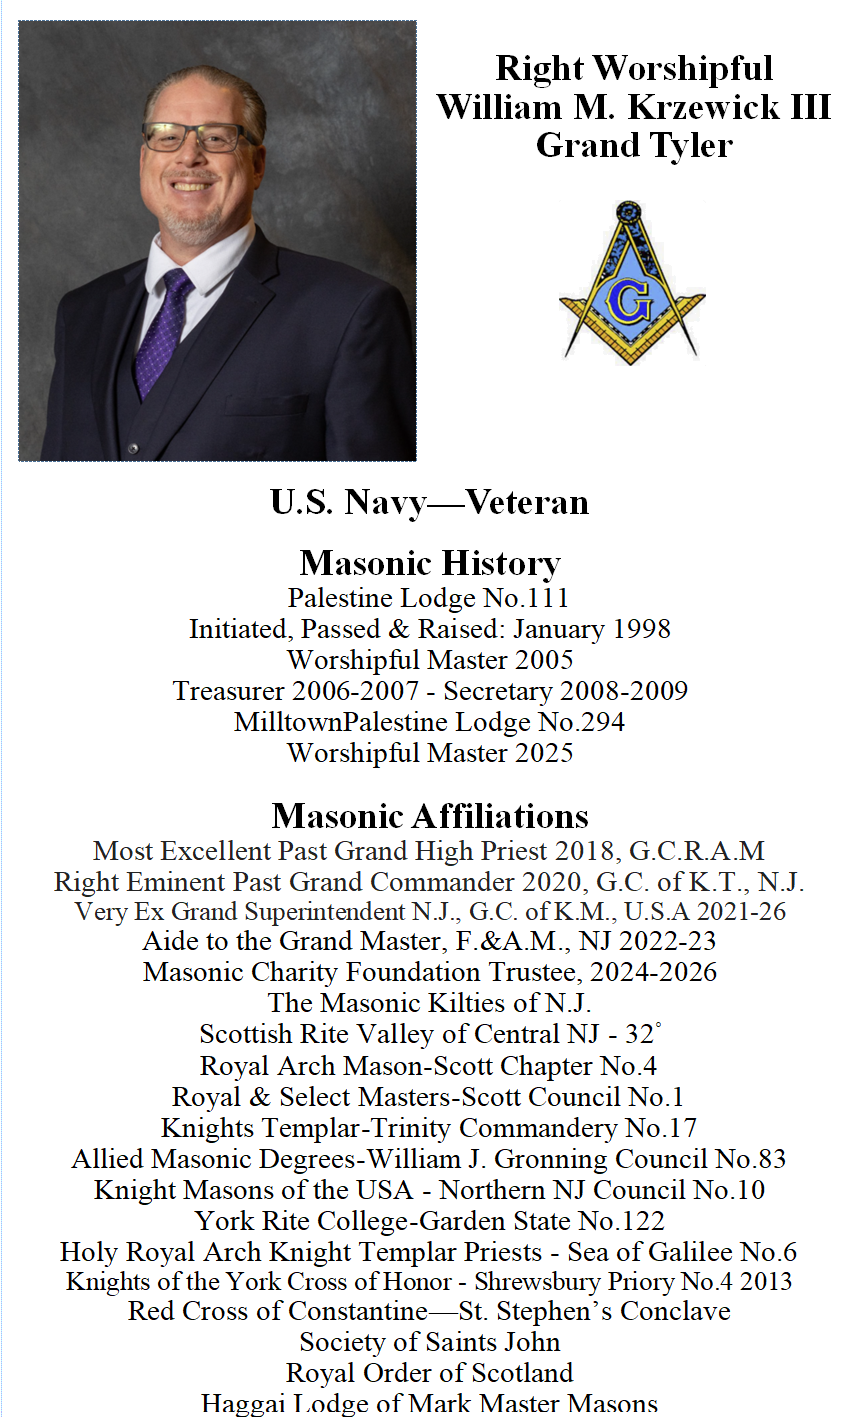 Right Worshipful
William M. Krzewick III
Grand Tyler
G
U.S. Navy—Veteran
Masonic History
Palestine Lodge No.111
Initiated, Passed & Raised: January 1998
Worshipful Master 2005
Treasurer 2006-2007 - Secretary 2008-2009
MilltownPalestine Lodge No.294
Worshipful Master 2025
Masonic Affiliations
Most Excellent Past Grand High Priest 2018, G.C.R.A.M
Right Eminent Past Grand Commander 2020, G.C. of K.T., N.J.
Very Ex Grand Superintendent N.J., G.C. of K.M., U.S.A 2021-26
Aide to the Grand Master, F.&A.M., NJ 2022-23
Masonic Charity Foundation Trustee, 2024-2026
The Masonic Kilties of N.J.
Scottish Rite Valley of Central NJ - 32°
Royal Arch Mason-Scott Chapter No.4
Royal & Select Masters-Scott Council No.1
Knights Templar-Trinity Commandery No.17
Allied Masonic Degrees-William J. Gronning Council No.83
Knight Masons of the USA - Northern NJ Council No.10
York Rite College-Garden State No.122
Holy Royal Arch Knight Templar Priests - Sea of Galilee No.6
Knights of the York Cross of Honor - Shrewsbury Priory No.4 2013
Red Cross of Constantine—St. Stephen’s Conclave
Society of Saints John
Royal Order of Scotland
Haggai Lodge of Mark Master Masons